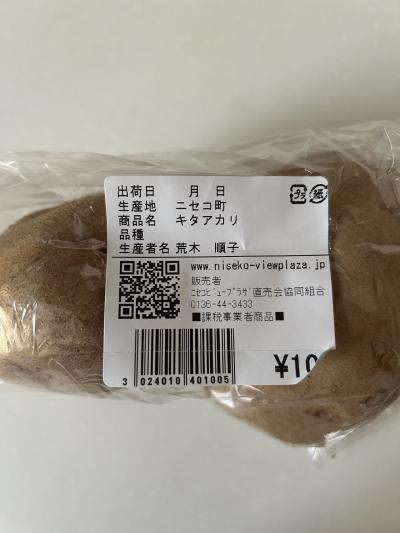 出荷日 月 日
生産地 ニセコ町
商品名 キタアカリ
品種
生産者名 荒木 順子
www.niseko-viewplaza.jp
販売者
ﾆｾｺﾋﾞｭｰﾌﾟﾗｻﾞ直売会協同組合
0136-44-3433
■課税事業者商品■
¥10
3 024010 401005
プラ 紙